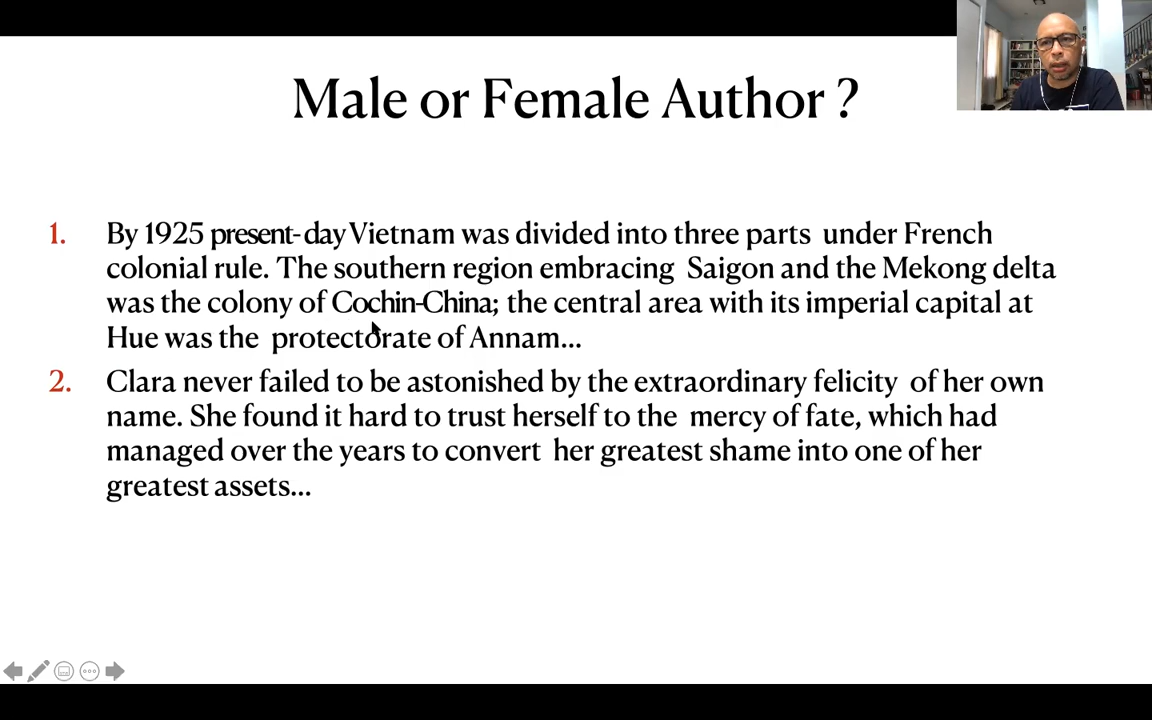 Male or Female Author ?
1. By 1925 present-day Vietnam was divided into three parts under French
colonial rule. The southern region embracing Saigon and the Mekong delta
was the colony of Cochin-China; the central area with its imperial capital at
Hue was the protectorate of Annam...
2. Clara never failed to be astonished by the extraordinary felicity of her own
name. She found it hard to trust herself to the mercy of fate, which had
managed over the years to convert her greatest shame into one of her
greatest assets...